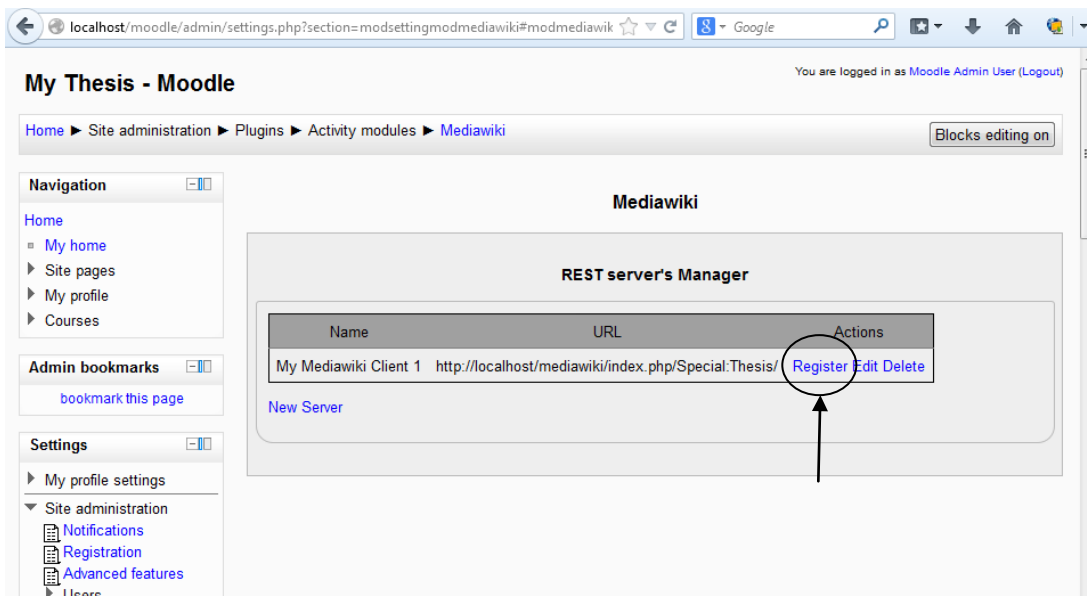 localhost/moodle/admin/settings.php?section=modsettingmodmediawiki#modmediawik
8 - Google
My Thesis - Moodle
You are logged in as Moodle Admin User (Logout)
Home ► Site administration ► Plugins ► Activity modules ► Mediawiki
Blocks editing on
Navigation
Home
My home
Site pages
My profile
Courses
Admin bookmarks
bookmark this page
Settings
My profile settings
Site administration
Notifications
Registration
Advanced features
Users
Mediawiki
REST server's Manager
Name URL Actions
My Mediawiki Client 1 http://localhost/mediawiki/index.php/Special:Thesis/ Register Edit Delete
New Server